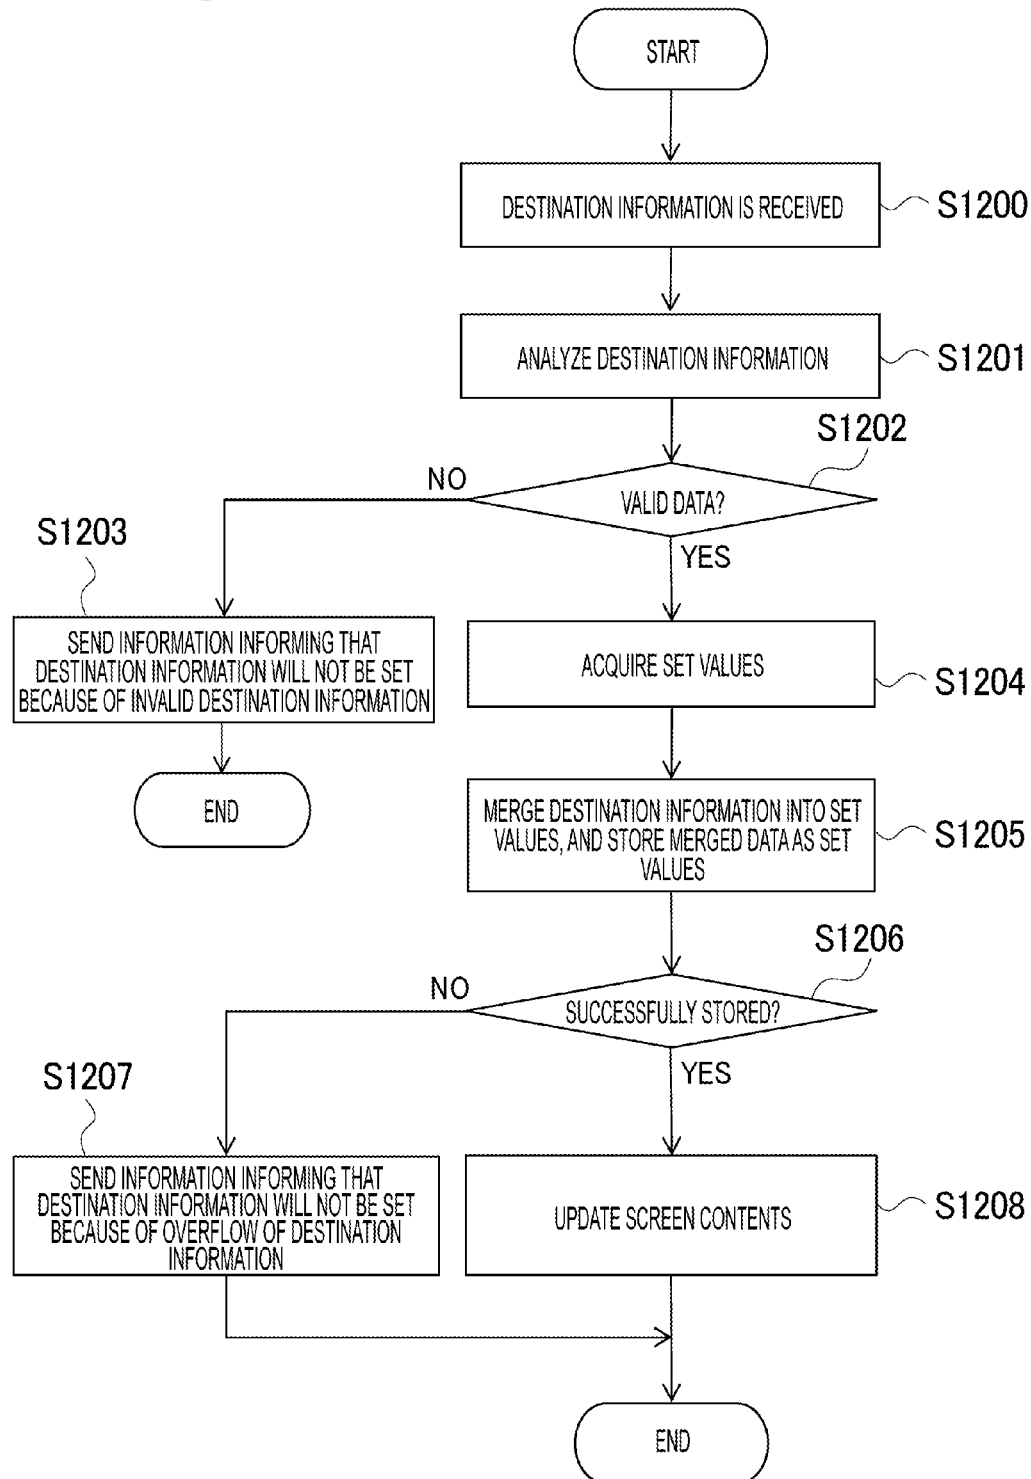 START
DESTINATION INFORMATION IS RECEIVED
S1200
ANALYZE DESTINATION INFORMATION
S1201
S1202
VALID DATA?
NO
YES
S1203
SEND INFORMATION INFORMING THAT
DESTINATION INFORMATION WILL NOT BE SET
BECAUSE OF INVALID DESTINATION INFORMATION
END
ACQUIRE SET VALUES
S1204
MERGE DESTINATION INFORMATION INTO SET
VALUES, AND STORE MERGED DATA AS SET
VALUES
S1205
S1206
SUCCESSFULLY STORED?
NO
YES
S1207
SEND INFORMATION INFORMING THAT
DESTINATION INFORMATION WILL NOT BE SET
BECAUSE OF OVERFLOW OF DESTINATION
INFORMATION
UPDATE SCREEN CONTENTS
S1208
END